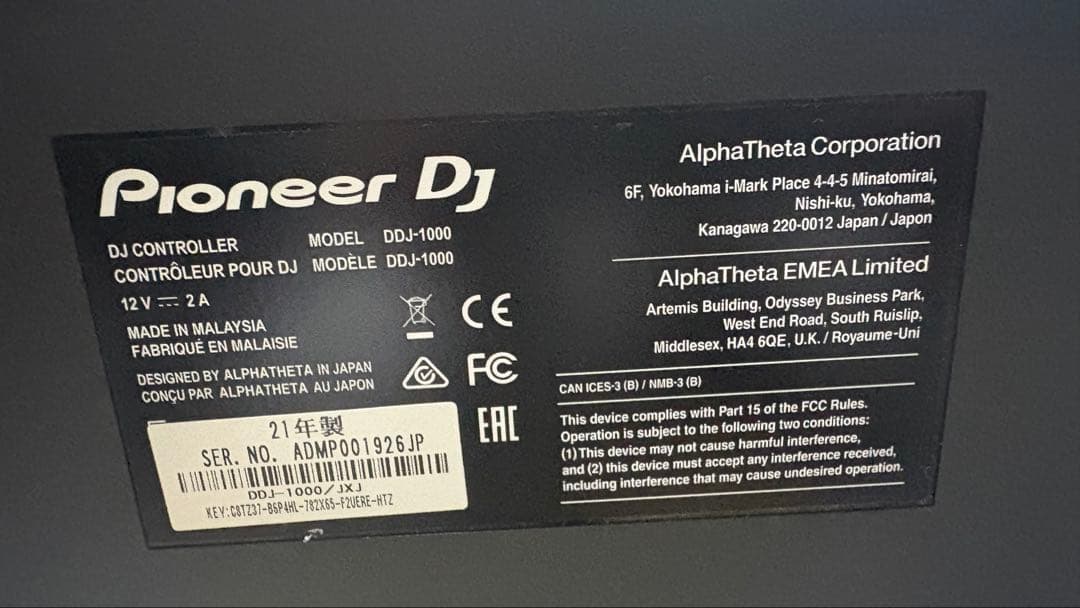 Pioneer Dj
DJ CONTROLLER MODEL DDJ-1000
CONTRÔLEUR POUR DJ MODÈLE DDJ-1000
12 V ⎓ 2 A
MADE IN MALAYSIA
FABRIQUÉ EN MALAISIE
DESIGNED BY ALPHATHETA IN JAPAN
CONÇU PAR ALPHATHETA AU JAPON
CE
FC
EAC
21年製
SER. NO. ADMP001926JP
DDJ-1000/JXJ
KEY:C8TZ37-B6P4HL-782X65-F2UERE-HTZ
AlphaTheta Corporation
6F, Yokohama i-Mark Place 4-4-5 Minatomirai,
Nishi-ku, Yokohama,
Kanagawa 220-0012 Japan / Japon
AlphaTheta EMEA Limited
Artemis Building, Odyssey Business Park,
West End Road, South Ruislip,
Middlesex, HA4 6QE, U.K. / Royaume-Uni
CAN ICES-3 (B) / NMB-3 (B)
This device complies with Part 15 of the FCC Rules.
Operation is subject to the following two conditions:
(1) This device may not cause harmful interference,
and (2) this device must accept any interference received,
including interference that may cause undesired operation.